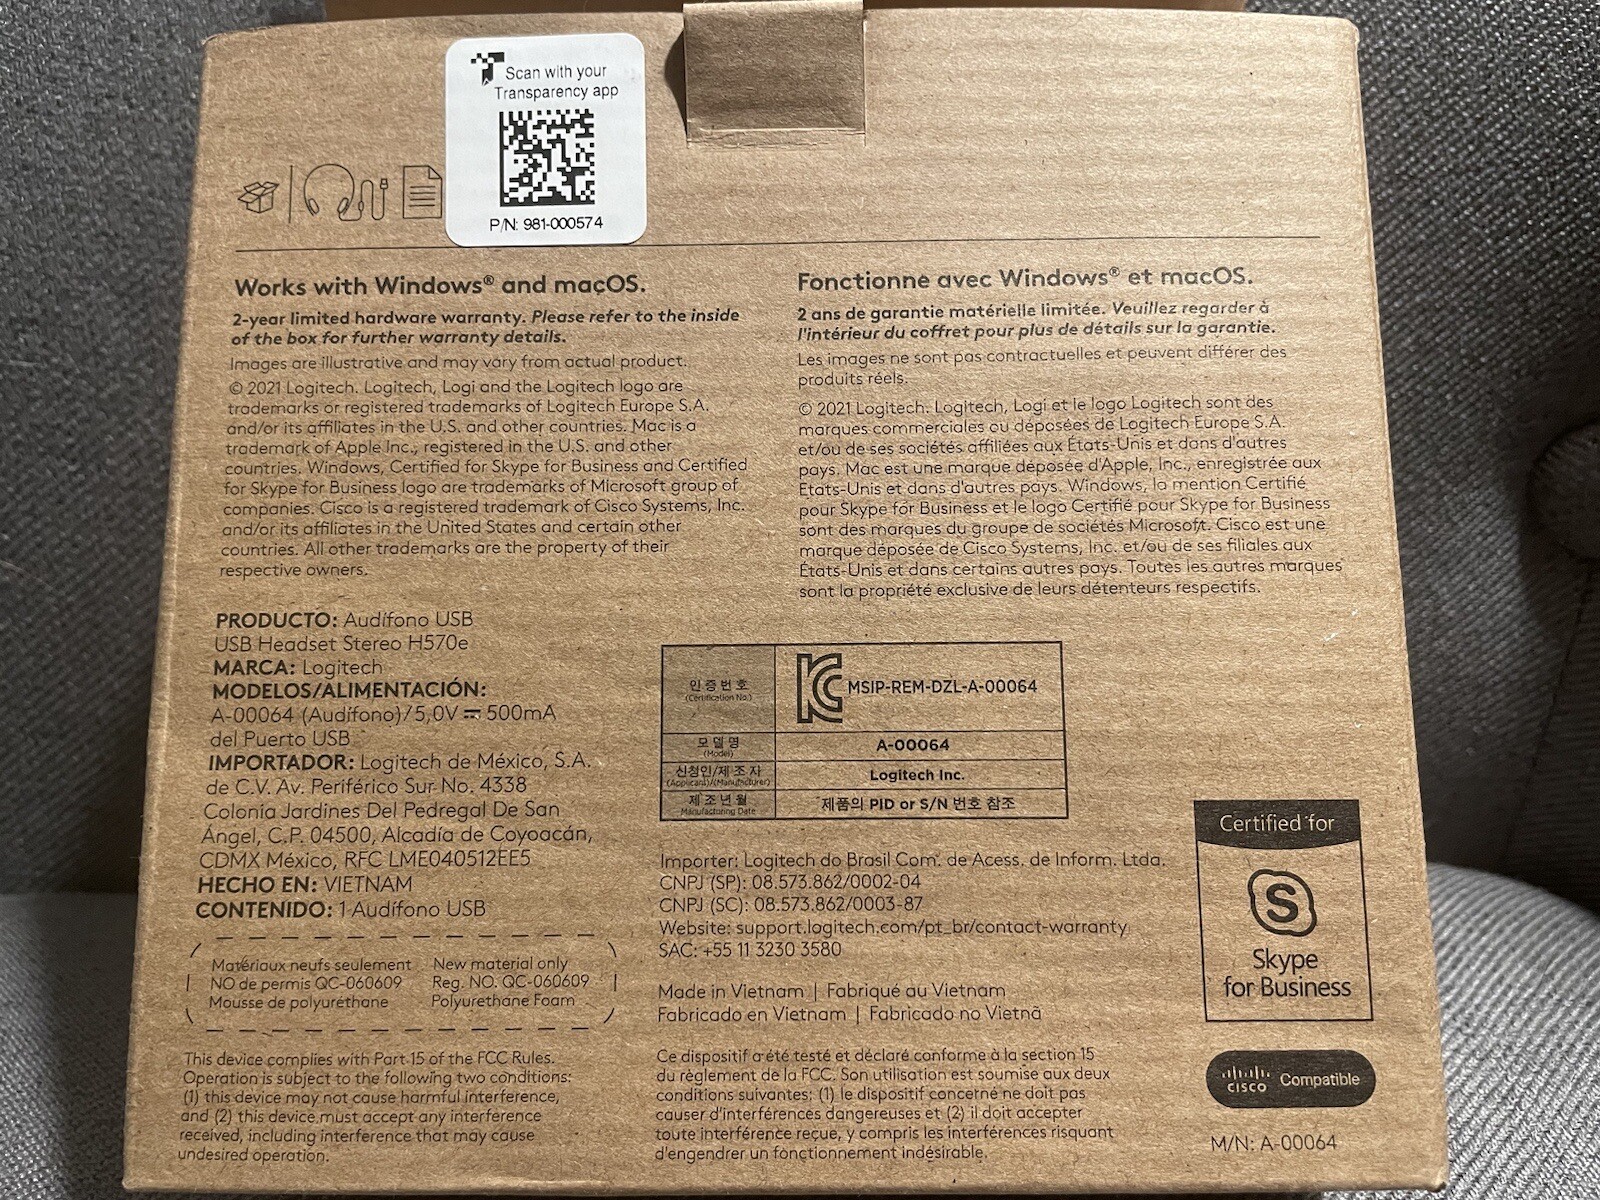 Scan with your
Transparency app
P/N: 981-000574
Works with Windows® and macOS.
2-year limited hardware warranty. Please refer to the inside
of the box for further warranty details.
Images are illustrative and may vary from actual product.
© 2021 Logitech. Logitech, Logi and the Logitech logo are
trademarks or registered trademarks of Logitech Europe S.A.
and/or its affiliates in the U.S. and other countries. Mac is a
trademark of Apple Inc., registered in the U.S. and other
countries. Windows, Certified for Skype for Business and Certified
for Skype for Business logo are trademarks of Microsoft group of
companies. Cisco is a registered trademark of Cisco Systems, Inc.
and/or its affiliates in the United States and certain other
countries. All other trademarks are the property of their
respective owners.
Fonctionne avec Windows® et macOS.
2 ans de garantie matérielle limitée. Veuillez regarder à
l'intérieur du coffret pour plus de détails sur la garantie.
Les images ne sont pas contractuelles et peuvent différer des
produits réels.
© 2021 Logitech. Logitech, Logi et le logo Logitech sont des
marques commerciales ou déposées de Logitech Europe S.A.
et/ou de ses sociétés affiliées aux États-Unis et dans d'autres
pays. Mac est une marque déposée d'Apple, Inc., enregistrée aux
États-Unis et dans d'autres pays. Windows, la mention Certifié
pour Skype for Business et le logo Certifié pour Skype for Business
sont des marques du groupe de sociétés Microsoft. Cisco est une
marque déposée de Cisco Systems, Inc. et/ou de ses filiales aux
États-Unis et dans certains autres pays. Toutes les autres marques
sont la propriété exclusive de leurs détenteurs respectifs.
PRODUCTO: Audífono USB
USB Headset Stereo H570e
MARCA: Logitech
MODELOS/ALIMENTACIÓN:
A-00064 (Audífono)/5,0V ⎓ 500mA
del Puerto USB
IMPORTADOR: Logitech de México, S.A.
de C.V. Av. Periférico Sur No. 4338
Colonia Jardines Del Pedregal De San
Ángel, C.P. 04500, Alcadía de Coyoacán,
CDMX México, RFC LME040512EE5
HECHO EN: VIETNAM
CONTENIDO: 1 Audífono USB
Matériaux neufs seulement
NO de permis QC-060609
Mousse de polyuréthane
New material only
Reg. NO. QC-060609
Polyurethane Foam
This device complies with Part 15 of the FCC Rules.
Operation is subject to the following two conditions:
(1) this device may not cause harmful interference,
and (2) this device must accept any interference
received, including interference that may cause
undesired operation.
인증번호
(Certification No.)
MSIP-REM-DZL-A-00064
모델명
(Model)
A-00064
신청인/제조자
(Applicant)/(Manufacturer)
Logitech Inc.
제조년월
Manufacturing Date
제품의 PID or S/N 번호 참조
Importer: Logitech do Brasil Com. de Acess. de Inform. Ltda.
CNPJ (SP): 08.573.862/0002-04
CNPJ (SC): 08.573.862/0003-87
Website: support.logitech.com/pt_br/contact-warranty
SAC: +55 11 3230 3580
Made in Vietnam | Fabriqué au Vietnam
Fabricado en Vietnam | Fabricado no Vietnã
Ce dispositif a été testé et déclaré conforme à la section 15
du règlement de la FCC. Son utilisation est soumise aux deux
conditions suivantes: (1) le dispositif concerné ne doit pas
causer d'interférences dangereuses et (2) il doit accepter
toute interférence reçue, y compris les interférences risquant
d'engendrer un fonctionnement indésirable.
Certified for
S
Skype
for Business
CISCO Compatible
M/N: A-00064